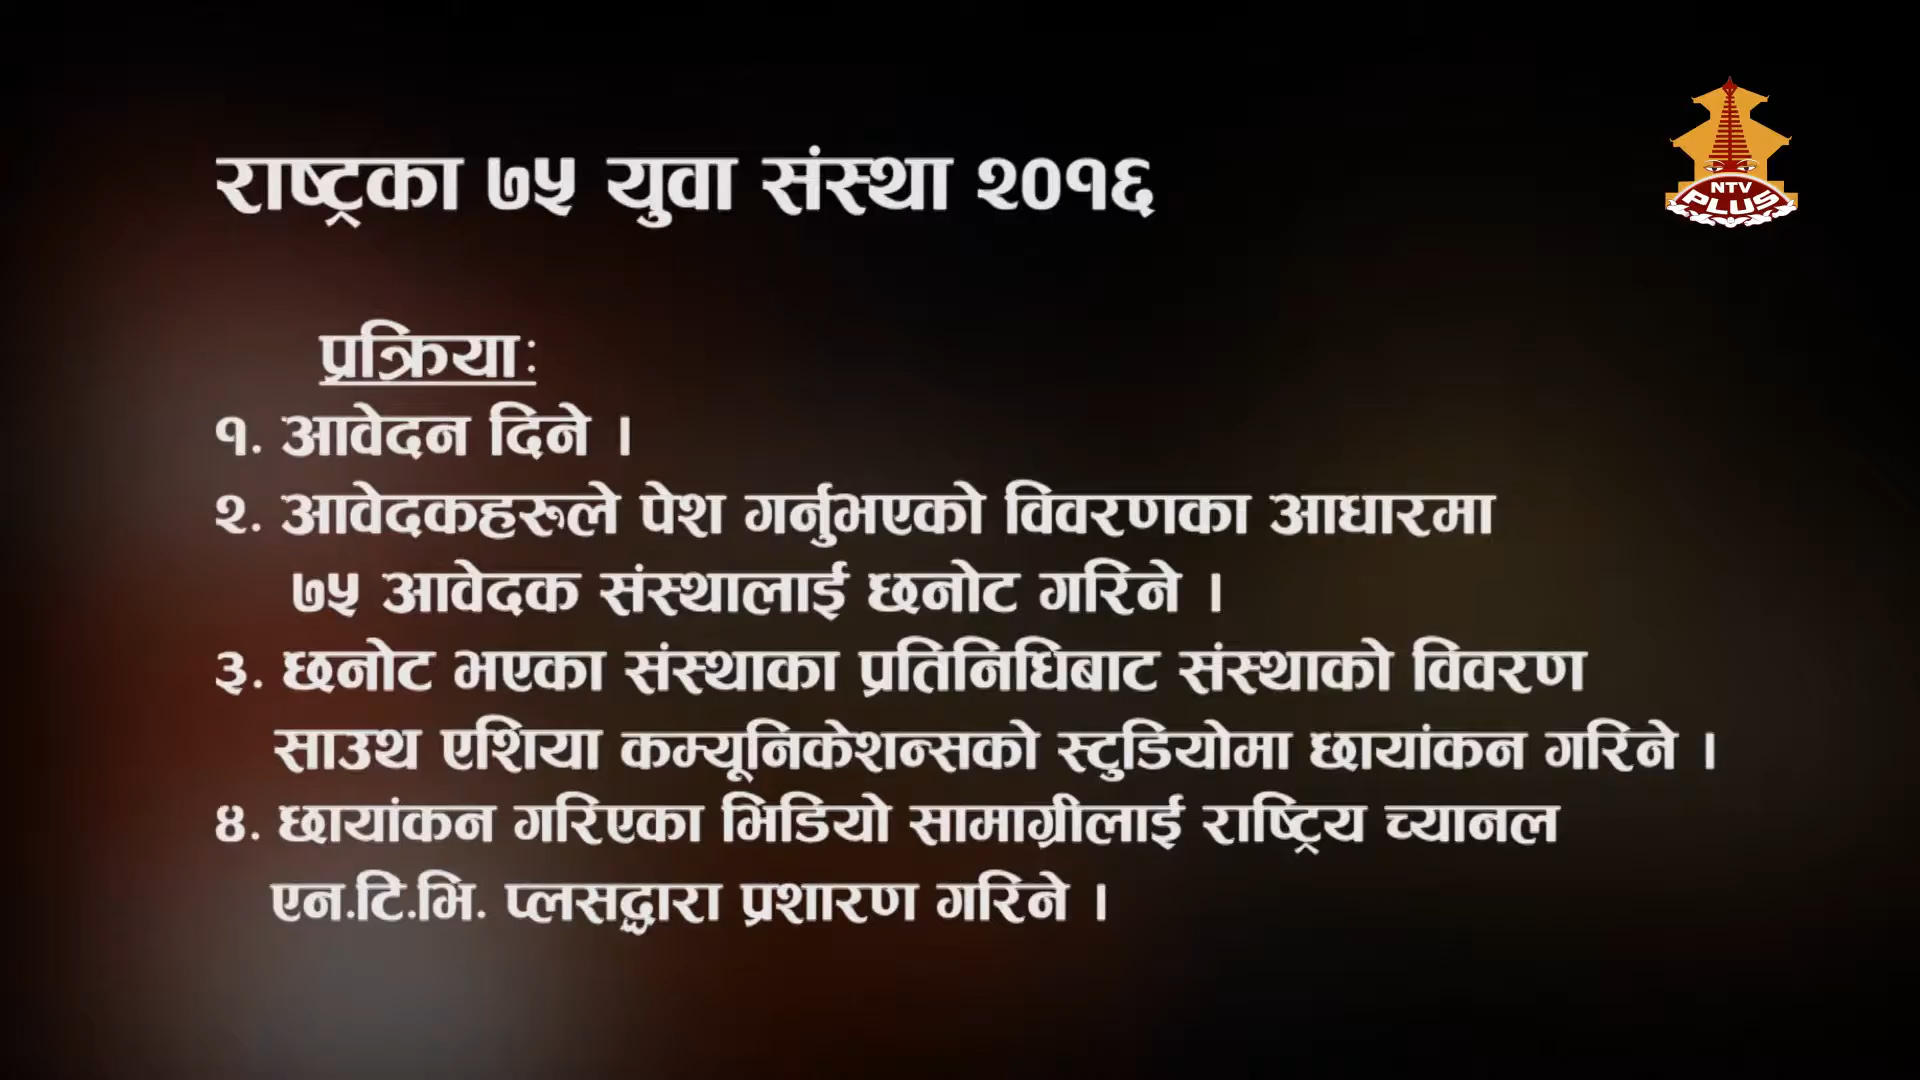 राष्ट्रका ७५ युवा संस्था २०१६
NTV
PLUS
प्रक्रियाः
१. आवेदन दिने ।
२. आवेदकहरुले पेश गर्नुभएको विवरणका आधारमा
७५ आवेदक संस्थालाई छनोट गरिने ।
३. छनोट भएका संस्थाका प्रतिनिधिबाट संस्थाको विवरण
साउथ एशिया कम्यूनिकेशन्सको स्टुडियोमा छायांकन गरिने ।
४. छायांकन गरिएका भिडियो सामाग्रीलाई राष्ट्रिय च्यानल
एन.टि.भि. प्लसद्वारा प्रशारण गरिने ।